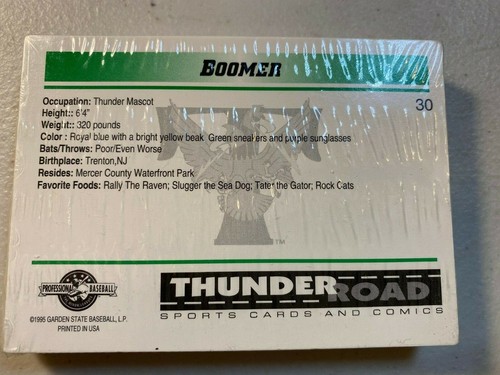 BOOMER
30
Occupation: Thunder Mascot
Height:: 6'4"
Weight:: 320 pounds
Color : Royal blue with a bright yellow beak Green sneakers and purple sunglasses
Bats/Throws: Poor/Even Worse
Birthplace: Trenton,NJ
Resides: Mercer County Waterfront Park
Favorite Foods: Rally The Raven; Slugger the Sea Dog; Tater the Gator; Rock Cats
TM
PROFESSIONAL BASEBALL
©1995 GARDEN STATE BASEBALL, L.P.
PRINTED IN USA
THUNDER ROAD
SPORTS CARDS AND COMICS